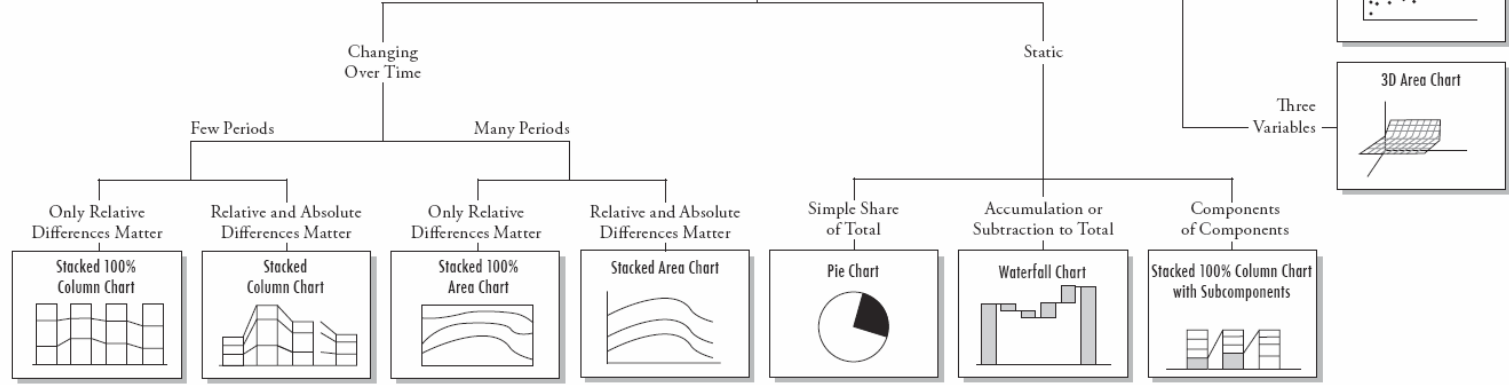 Changing
Over Time
Static
3D Area Chart
Three
Variables
Few Periods
Many Periods
Only Relative
Differences Matter
Relative and Absolute
Differences Matter
Only Relative
Differences Matter
Relative and Absolute
Differences Matter
Simple Share
of Total
Accumulation or
Subtraction to Total
Components
of Components
Stacked 100%
Column Chart
Stacked
Column Chart
Stacked 100%
Area Chart
Stacked Area Chart
Pie Chart
Waterfall Chart
Stacked 100% Column Chart
with Subcomponents